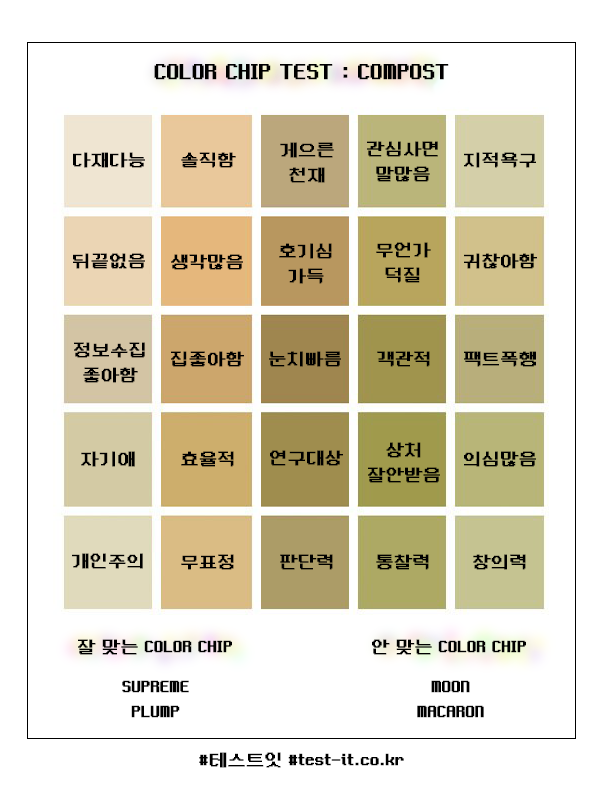 COLOR CHIP TEST : COMPOST
다재다능 솔직함 게으른 천재 관심사면 말많음 지적욕구
뒤끝없음 생각많음 호기심 가득 무언가 덕질 귀찮아함
정보수집 좋아함 집좋아함 눈치빠름 객관적 팩트폭행
자기애 효율적 연구대상 상처 잘안받음 의심많음
개인주의 무표정 판단력 통찰력 창의력
잘 맞는 COLOR CHIP
SUPREME
PLUMP
안 맞는 COLOR CHIP
MOON
MACARON
#테스트잇 #test-it.co.kr